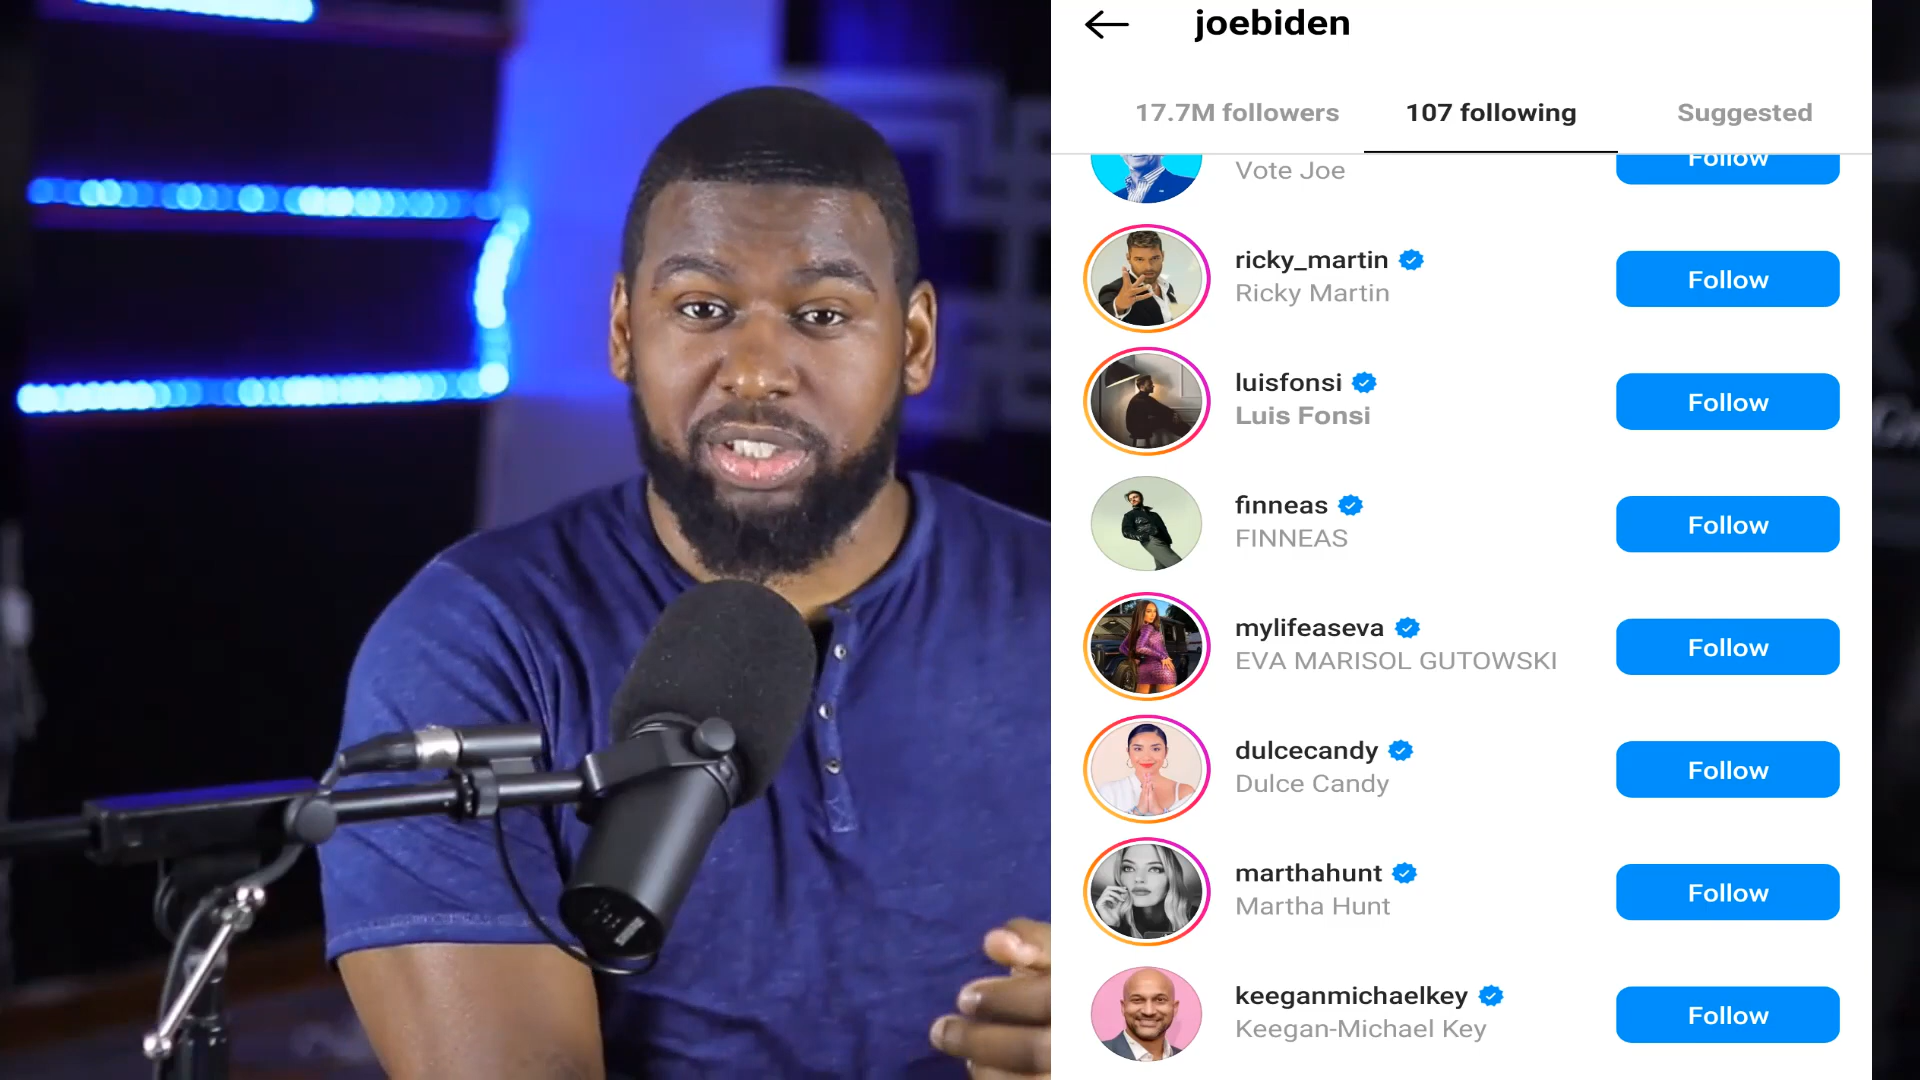 joebiden
17.7M followers 107 following Suggested
Vote Joe Follow
ricky_martin
Ricky Martin
Follow
luisfonsi
Luis Fonsi
Follow
finneas
FINNEAS
Follow
mylifeaseva
EVA MARISOL GUTOWSKI
Follow
dulcecandy
Dulce Candy
Follow
marthahunt
Martha Hunt
Follow
keeganmichaelkey
Keegan-Michael Key
Follow